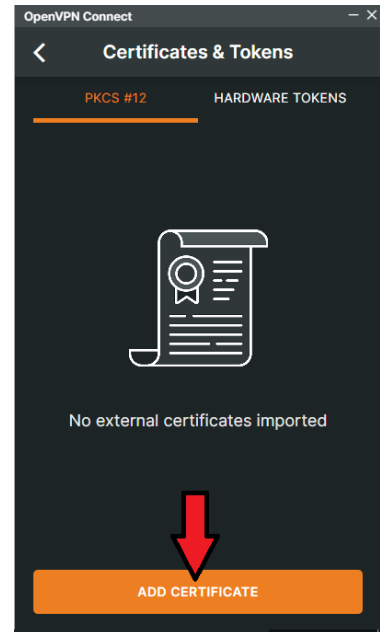 OpenVPN Connect
Certificates & Tokens
PKCS #12 HARDWARE TOKENS
No external certificates imported
ADD CERTIFICATE